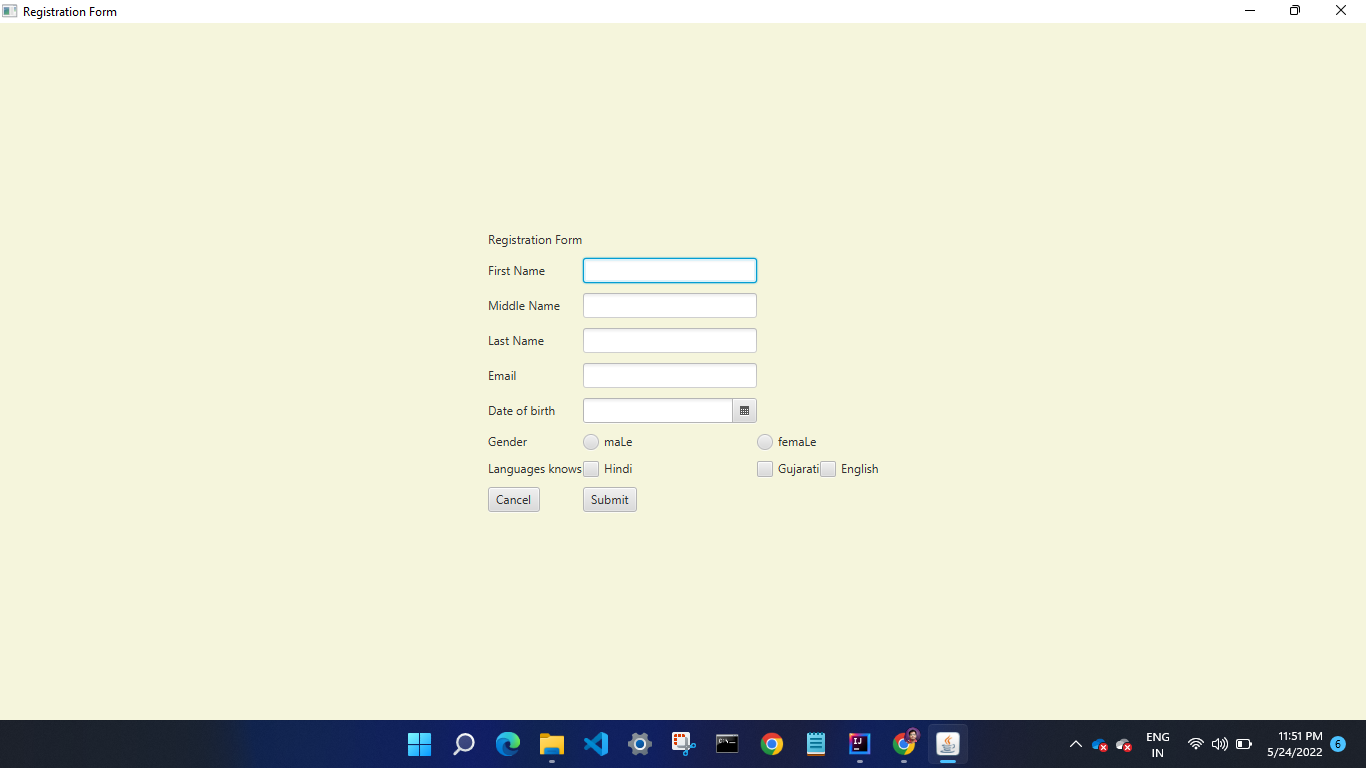 Registration Form
Registration Form
First Name
Middle Name
Last Name
Email
Date of birth
Gender maLe femaLe
Languages knows Hindi Gujarati English
Cancel Submit
ENG
IN
11:51 PM
5/24/2022
6
IJ